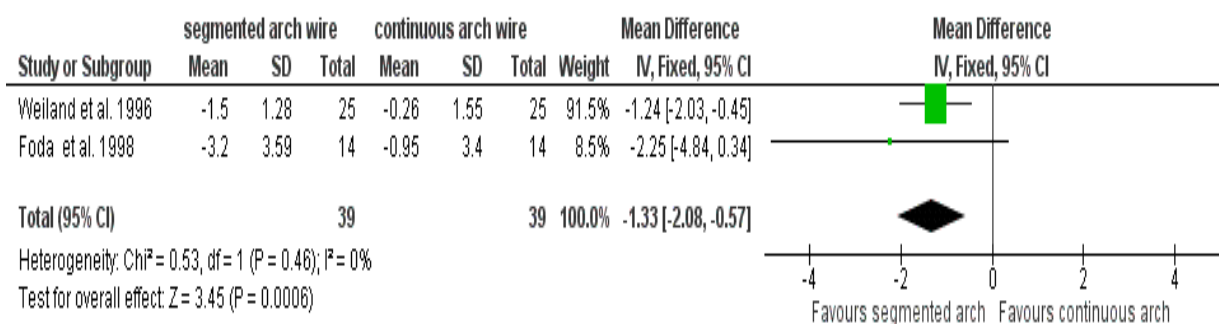 segmented arch wire continuous arch wire Mean Difference Mean Difference
Study or Subgroup Mean SD Total Mean SD Total Weight IV, Fixed, 95% CI IV, Fixed, 95% CI
Weiland et al. 1996 -1.5 1.28 25 -0.26 1.55 25 91.5% -1.24 [-2.03, -0.45]
Foda et al. 1998 -3.2 3.59 14 -0.95 3.4 14 8.5% -2.25 [-4.84, 0.34]
Total (95% CI) 39 39 100.0% -1.33 [-2.08, -0.57]
Heterogeneity: Chi² = 0.53, df = 1 (P = 0.46); I² = 0%
Test for overall effect: Z = 3.45 (P = 0.0006)
-4 -2 0 2 4
Favours segmented arch Favours continuous arch